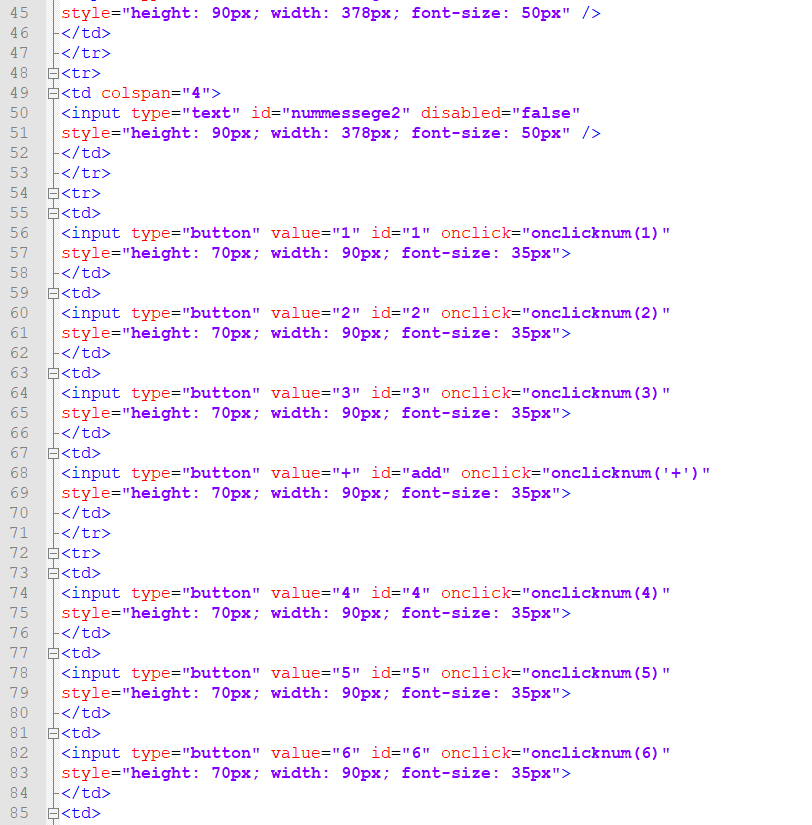 45 style="height: 90px; width: 378px; font-size: 50px" />
46 </td>
47 </tr>
48 <tr>
49 <td colspan="4">
50 <input type="text" id="nummessege2" disabled="false"
51 style="height: 90px; width: 378px; font-size: 50px" />
52 </td>
53 </tr>
54 <tr>
55 <td>
56 <input type="button" value="1" id="1" onclick="onclicknum(1)"
57 style="height: 70px; width: 90px; font-size: 35px">
58 </td>
59 <td>
60 <input type="button" value="2" id="2" onclick="onclicknum(2)"
61 style="height: 70px; width: 90px; font-size: 35px">
62 </td>
63 <td>
64 <input type="button" value="3" id="3" onclick="onclicknum(3)"
65 style="height: 70px; width: 90px; font-size: 35px">
66 </td>
67 <td>
68 <input type="button" value="+" id="add" onclick="onclicknum('+')"
69 style="height: 70px; width: 90px; font-size: 35px">
70 </td>
71 </tr>
72 <tr>
73 <td>
74 <input type="button" value="4" id="4" onclick="onclicknum(4)"
75 style="height: 70px; width: 90px; font-size: 35px">
76 </td>
77 <td>
78 <input type="button" value="5" id="5" onclick="onclicknum(5)"
79 style="height: 70px; width: 90px; font-size: 35px">
80 </td>
81 <td>
82 <input type="button" value="6" id="6" onclick="onclicknum(6)"
83 style="height: 70px; width: 90px; font-size: 35px">
84 </td>
85 <td>